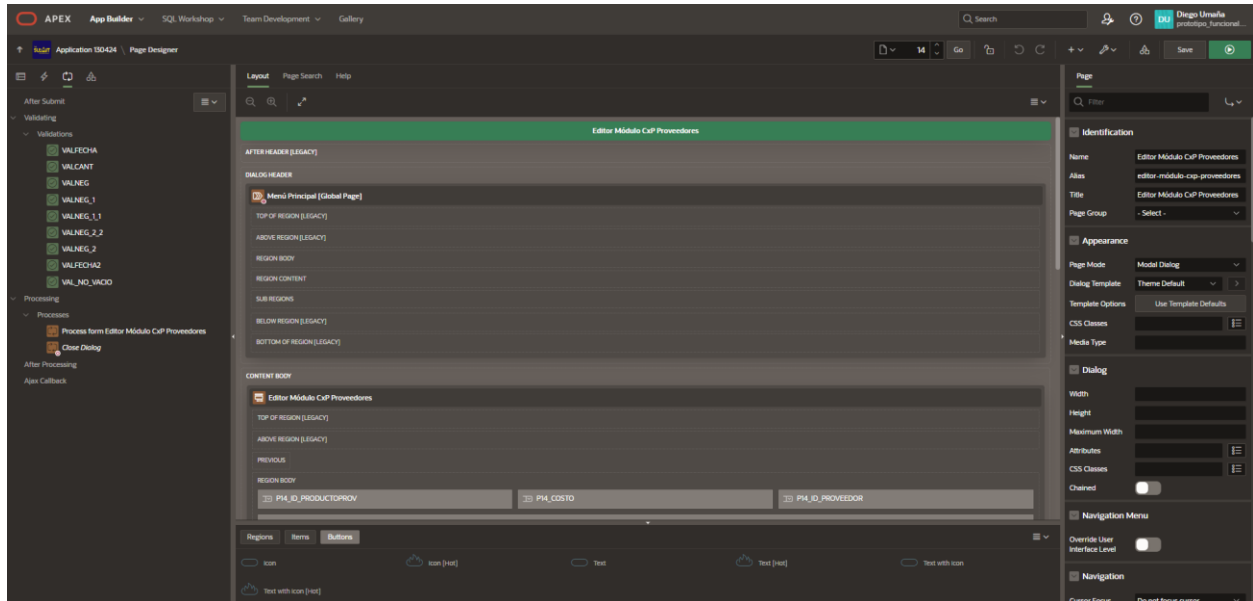 APEX App Builder SQL Workshop Team Development Gallery Search DU Diego Umaña
prototipo_funcional...
Application 150424 \ Page Designer 14 Go Save
Layout Page Search Help Page
After Submit Filter
Validating
Validations
VALFECHA
VALCANT
VALNEG
VALNEG_1
VALNEG_1_1
VALNEG_2_2
VALNEG_2
VALFECHA2
VAL_NO_VACIO
Processing
Processes
Process form Editor Módulo CxP Proveedores
Close Dialog
After Processing
Ajax Callback
Editor Módulo CxP Proveedores
AFTER HEADER [LEGACY]
DIALOG HEADER
Menú Principal [Global Page]
TOP OF REGION [LEGACY]
ABOVE REGION [LEGACY]
REGION BODY
REGION CONTENT
SUB REGIONS
BELOW REGION [LEGACY]
BOTTOM OF REGION [LEGACY]
CONTENT BODY
Editor Módulo CxP Proveedores
TOP OF REGION [LEGACY]
ABOVE REGION [LEGACY]
PREVIOUS
REGION BODY
P14_ID_PRODUCTOPROV P14_COSTO P14_ID_PROVEEDOR
Regions Items Buttons
Icon Icon [Hot] Text Text [Hot] Text with Icon
Text with Icon [Hot]
Identification
Name Editor Módulo CxP Proveedores
Alias editor-módulo-cxp-proveedores
Title Editor Módulo CxP Proveedores
Page Group - Select -
Appearance
Page Mode Modal Dialog
Dialog Template Theme Default
Template Options Use Template Defaults
CSS Classes
Media Type
Dialog
Width
Height
Maximum Width
Attributes
CSS Classes
Chained
Navigation Menu
Override User
Interface Level
Navigation
Cursor Focus Do not focus cursor